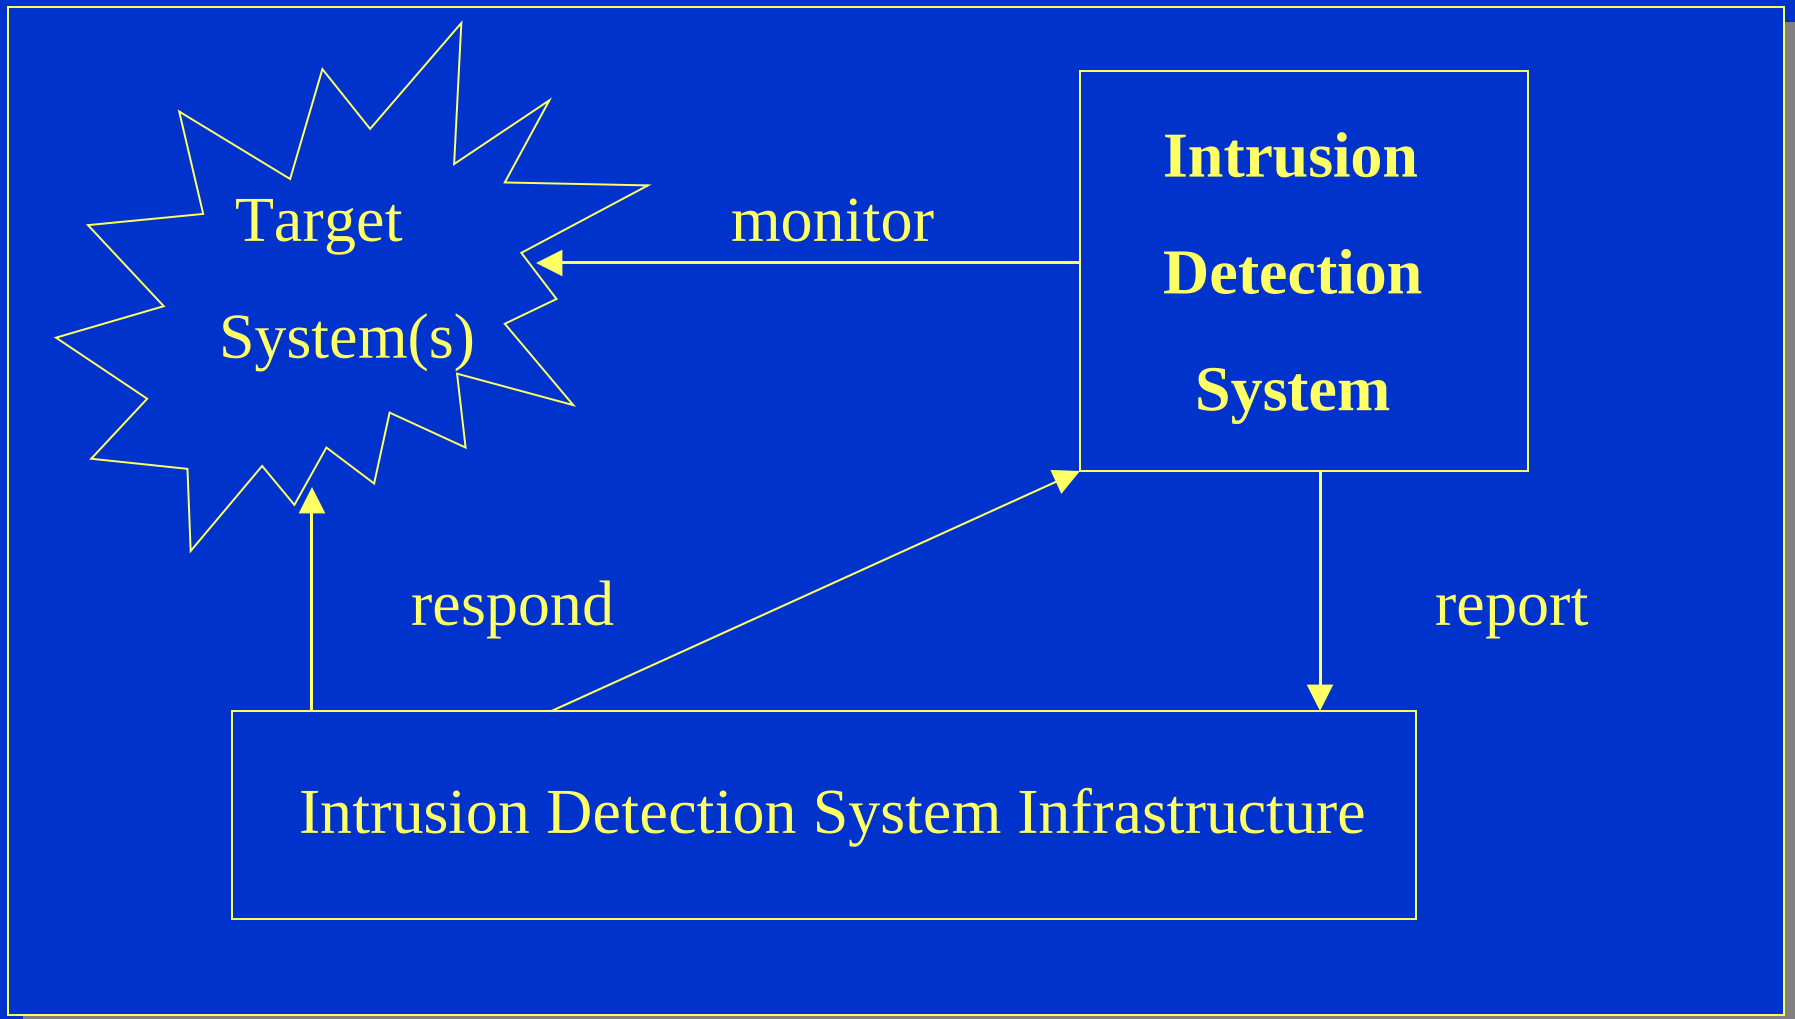 Target
System(s)
monitor
Intrusion
Detection
System
respond
report
Intrusion Detection System Infrastructure